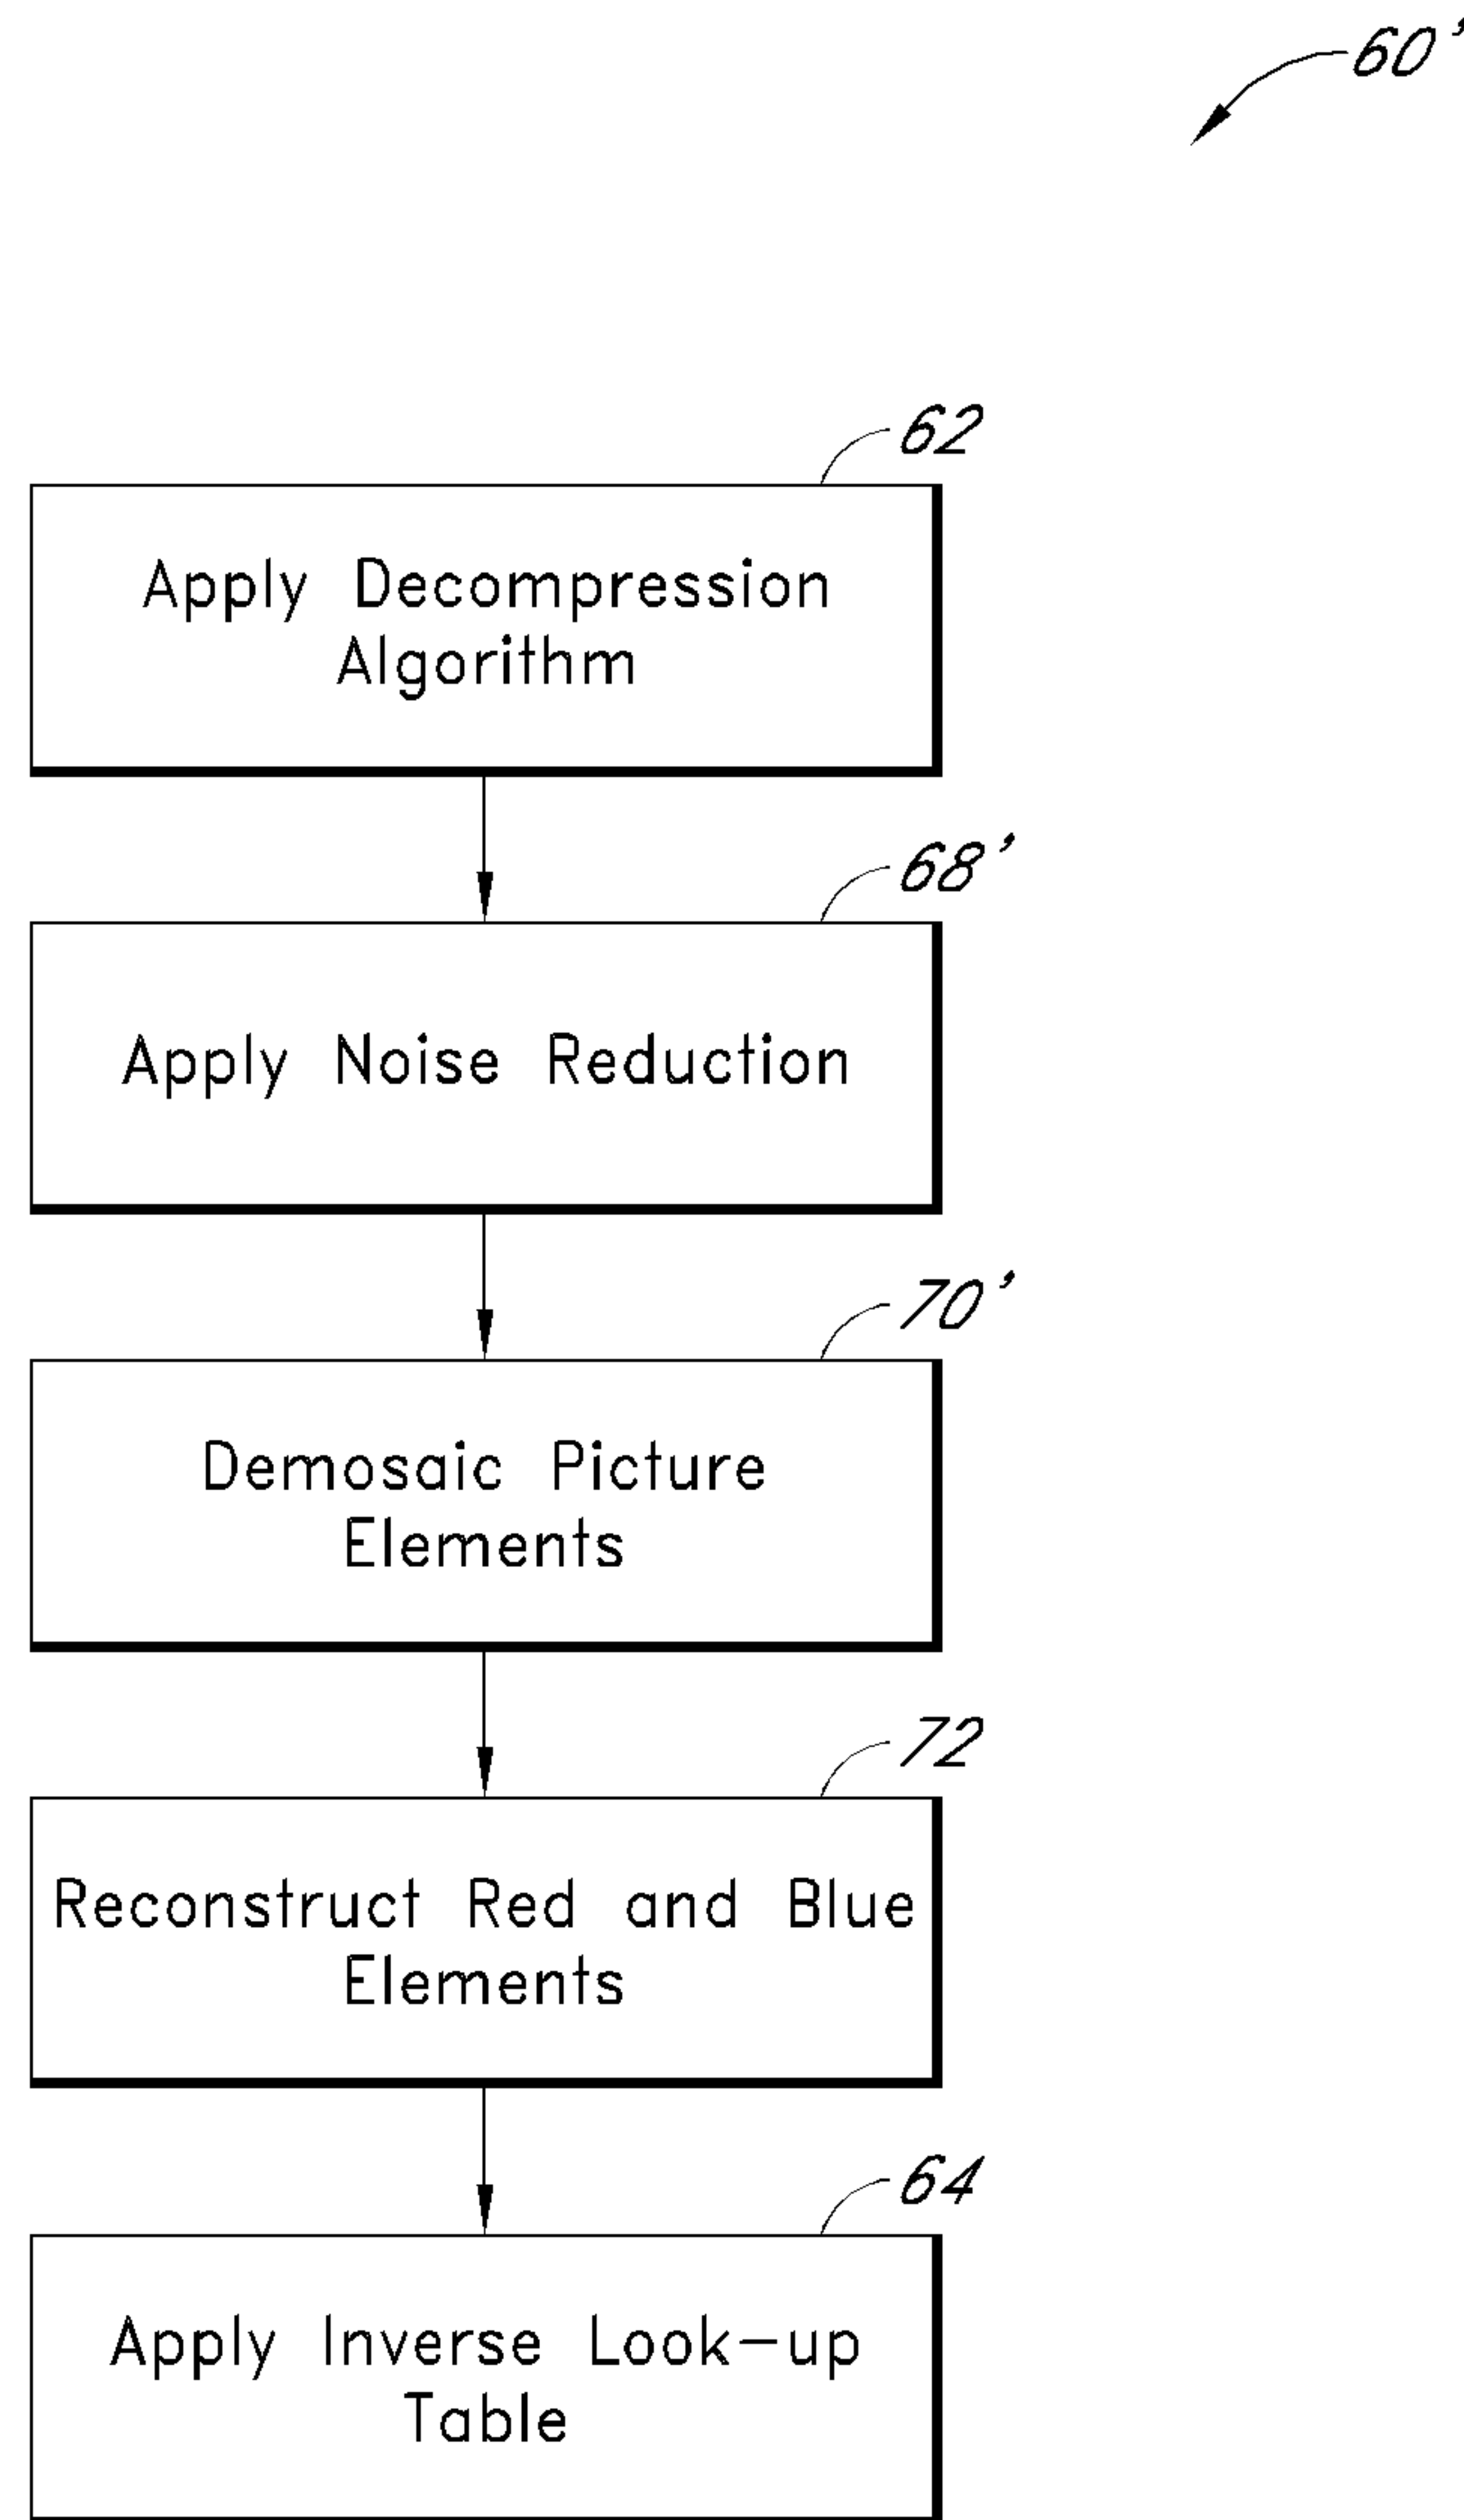 60'
62
Apply Decompression
Algorithm
68'
Apply Noise Reduction
70'
Demosaic Picture
Elements
72
Reconstruct Red and Blue
Elements
64
Apply Inverse Look-up
Table